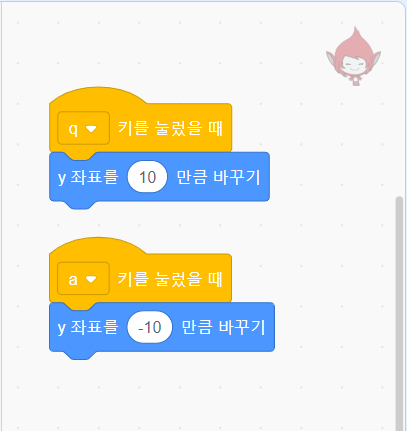 q 키를 눌렀을 때
y 좌표를 10 만큼 바꾸기
a 키를 눌렀을 때
y 좌표를 -10 만큼 바꾸기